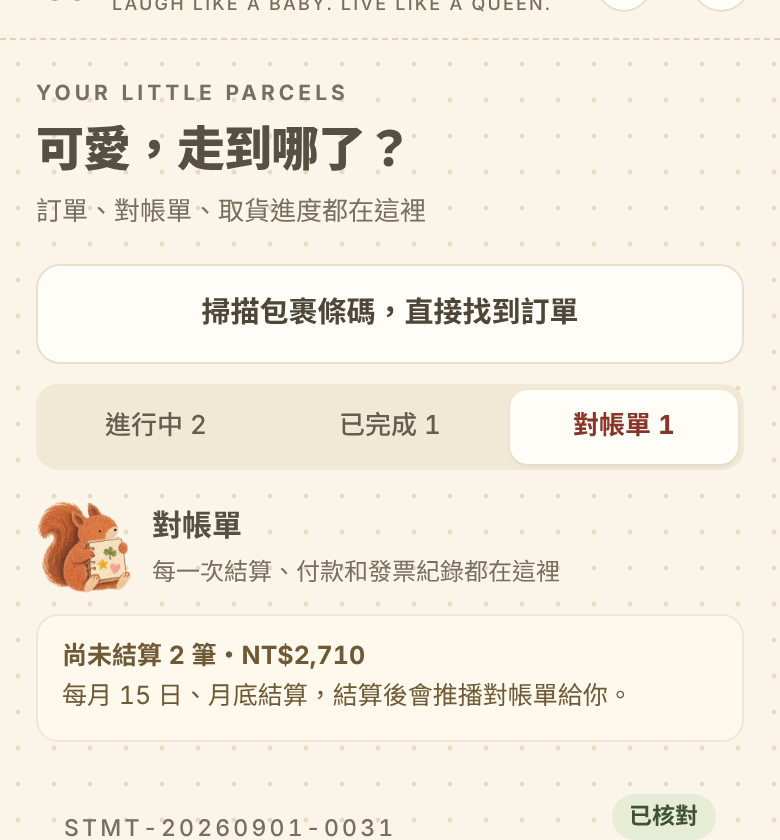 LAUGH LIKE A BABY. LIVE LIKE A QUEEN.
YOUR LITTLE PARCELS
可愛，走到哪了？
訂單、對帳單、取貨進度都在這裡
掃描包裹條碼，直接找到訂單
進行中 2
已完成 1
對帳單 1
對帳單
每一次結算、付款和發票紀錄都在這裡
尚未結算 2 筆・NT$2,710
每月 15 日、月底結算，結算後會推播對帳單給你。
已核對
STMT-20260901-0031